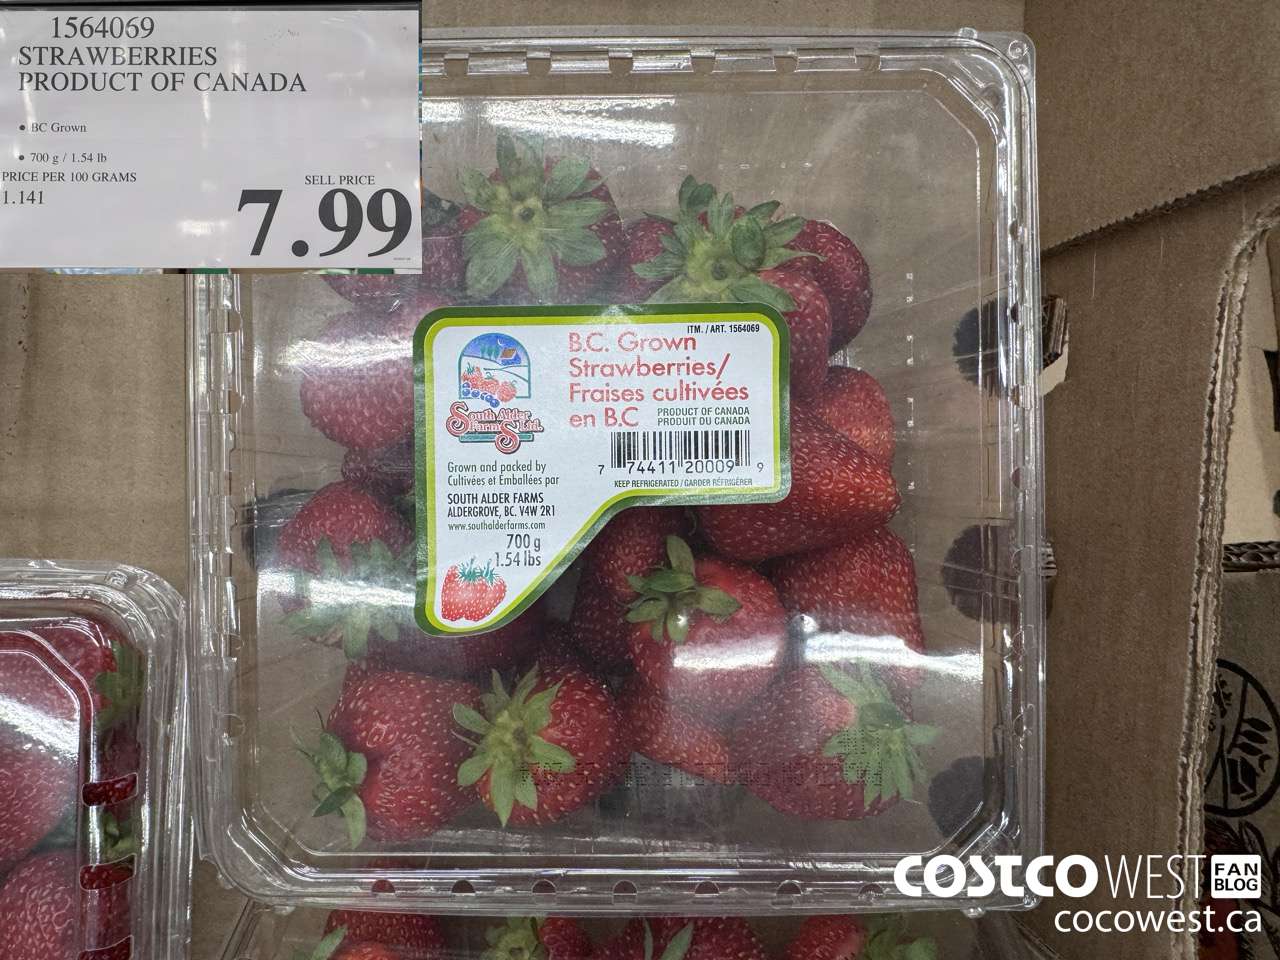 1564069
STRAWBERRIES
PRODUCT OF CANADA
• BC Grown
• 700 g / 1.54 lb
PRICE PER 100 GRAMS
1.141
SELL PRICE
7.99
ITM. / ART. 1564069
B.C. Grown
Strawberries/
Fraises cultivées
en B.C
PRODUCT OF CANADA
PRODUIT DU CANADA
South Alder
Farms Ltd.
7 74411 20009 9
KEEP REFRIGERATED / GARDER RÉFRIGÉRER
Grown and packed by
Cultivées et Emballées par
SOUTH ALDER FARMS
ALDERGROVE, BC. V4W 2R1
www.southalderfarms.com
700 g
1.54 lbs
COSTCO WEST FAN BLOG
cocowest.ca